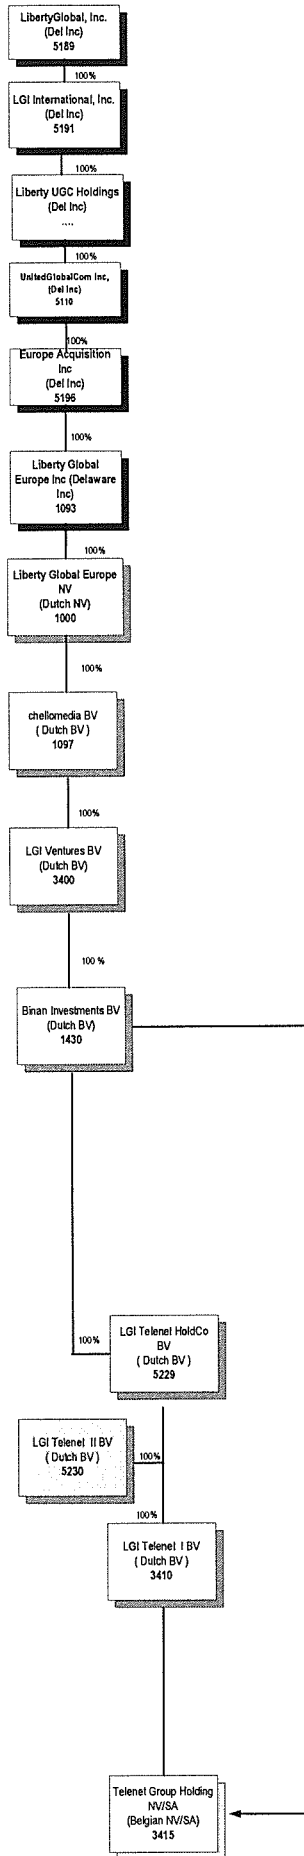 LibertyGlobal, Inc.
(Del Inc)
5189
100%
LGI International, Inc.
(Del Inc)
5191
100%
Liberty UGC Holdings
(Del Inc)
....
100%
UnitedGlobalCom Inc,
(Del Inc)
5110
100%
Europe Acquisition
Inc
(Del Inc)
5196
100%
Liberty Global
Europe Inc (Delaware
Inc)
1093
100%
Liberty Global Europe
NV
(Dutch NV)
1000
100%
chellomedia BV
( Dutch BV )
1097
100%
LGI Ventures BV
(Dutch BV)
3400
100 %
Binan Investments BV
(Dutch BV)
1430
100%
LGI Telenet HoldCo
BV
( Dutch BV )
5229
LGI Telenet II BV
( Dutch BV )
5230
100%
100%
LGI Telenet I BV
( Dutch BV )
3410
Telenet Group Holding
NV/SA
(Belgian NV/SA)
3415